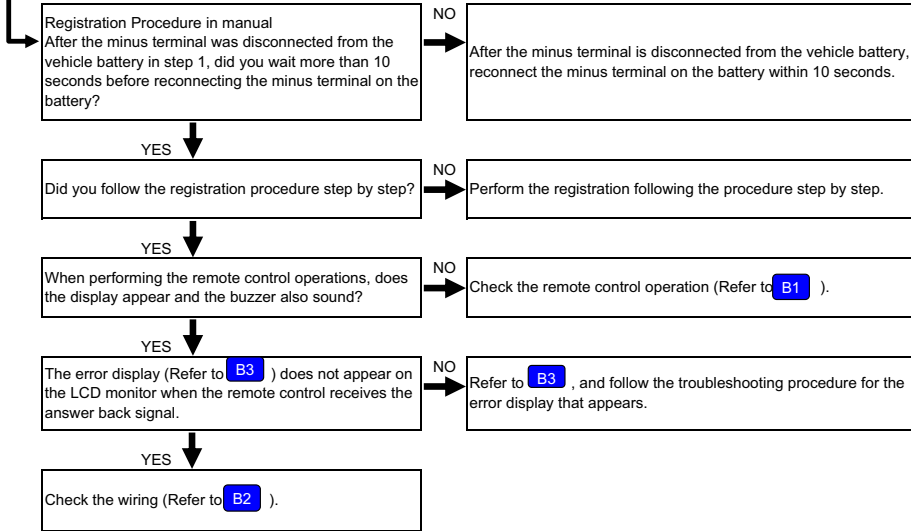 Registration Procedure in manual
After the minus terminal was disconnected from the
vehicle battery in step 1, did you wait more than 10
seconds before reconnecting the minus terminal on the
battery?
NO
After the minus terminal is disconnected from the vehicle battery,
reconnect the minus terminal on the battery within 10 seconds.
YES
Did you follow the registration procedure step by step?
NO
Perform the registration following the procedure step by step.
YES
When performing the remote control operations, does
the display appear and the buzzer also sound?
NO
Check the remote control operation (Refer to B1 ).
YES
The error display (Refer to B3 ) does not appear on
the LCD monitor when the remote control receives the
answer back signal.
NO
Refer to B3 , and follow the troubleshooting procedure for the
error display that appears.
YES
Check the wiring (Refer to B2 ).